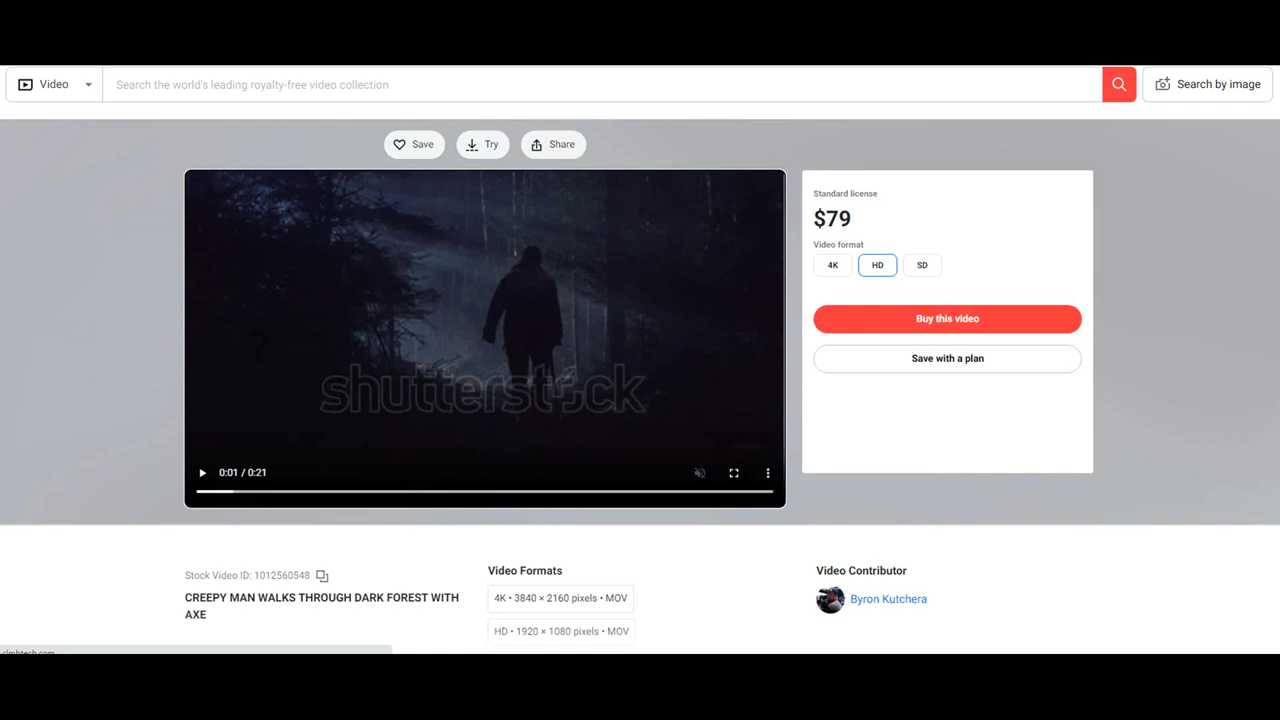 Video
Search the world's leading royalty-free video collection
Search by image
Save
Try
Share
Standard license
$79
Video format
4K
HD
SD
Buy this video
Save with a plan
shutterstock
0:01 / 0:21
Stock Video ID: 1012560548
CREEPY MAN WALKS THROUGH DARK FOREST WITH
AXE
Video Formats
4K • 3840 × 2160 pixels • MOV
HD • 1920 × 1080 pixels • MOV
Video Contributor
Byron Kutchera